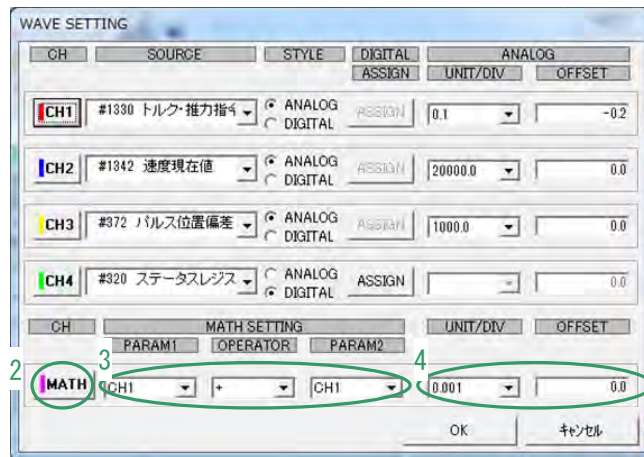 WAVE SETTING
CH SOURCE STYLE DIGITAL ANALOG
ASSIGN UNIT/DIV OFFSET
CH1 #1330 トルク・推力指 ANALOG DIGITAL ASSIGN 0.1 -0.2
CH2 #1342 速度現在値 ANALOG DIGITAL ASSIGN 20000.0 0.0
CH3 #372 パルス位置偏差 ANALOG DIGITAL ASSIGN 1000.0 0.0
CH4 #320 ステータスレジス ANALOG DIGITAL ASSIGN 0.0
CH MATH SETTING UNIT/DIV OFFSET
PARAM1 OPERATOR PARAM2
2 MATH 3 CH1 + CH1 4 0.001 0.0
OK キャンセル